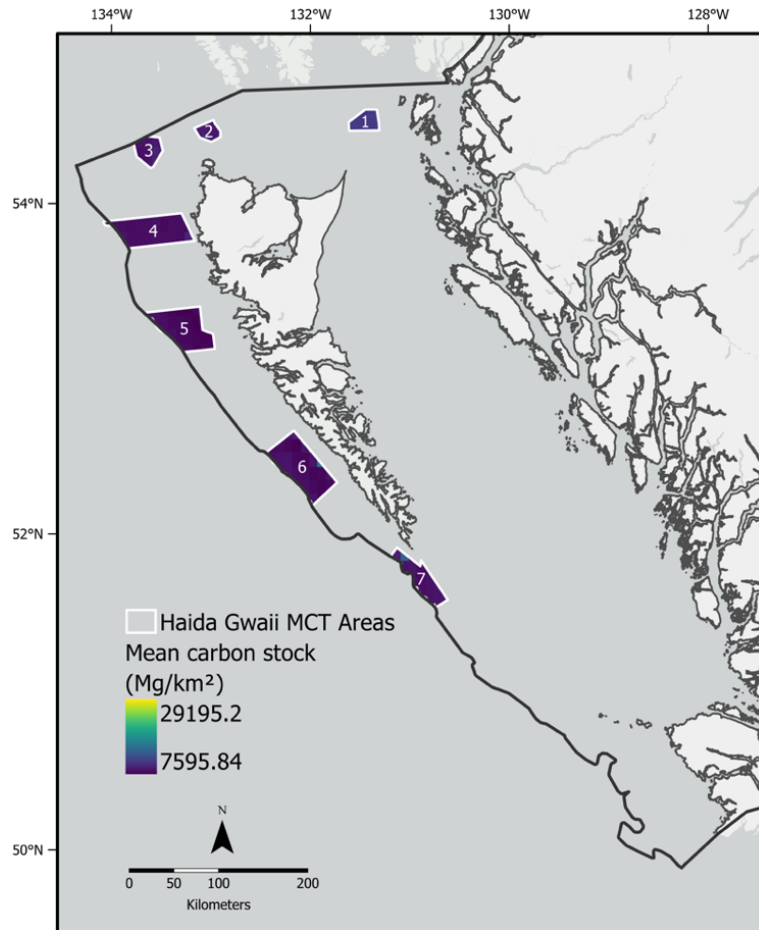 134°W 132°W 130°W 128°W
1
2
3
54°N
4
5
6
52°N
7
Haida Gwaii MCT Areas
Mean carbon stock
(Mg/km²)
29195.2
7595.84
N
50°N
0 50 100 200
Kilometers